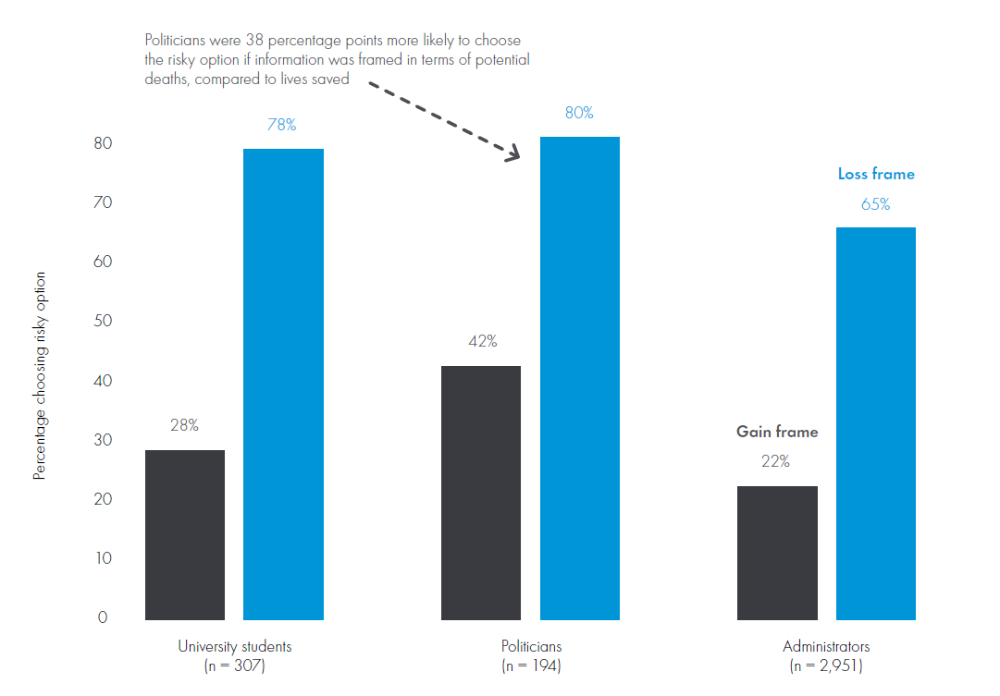 Politicians were 38 percentage points more likely to choose
the risky option if information was framed in terms of potential
deaths, compared to lives saved
78%
80%
Loss frame
65%
42%
28%
Gain frame
22%
Percentage choosing risky option
80
70
60
50
40
30
20
10
0
University students
(n = 307)
Politicians
(n = 194)
Administrators
(n = 2,951)